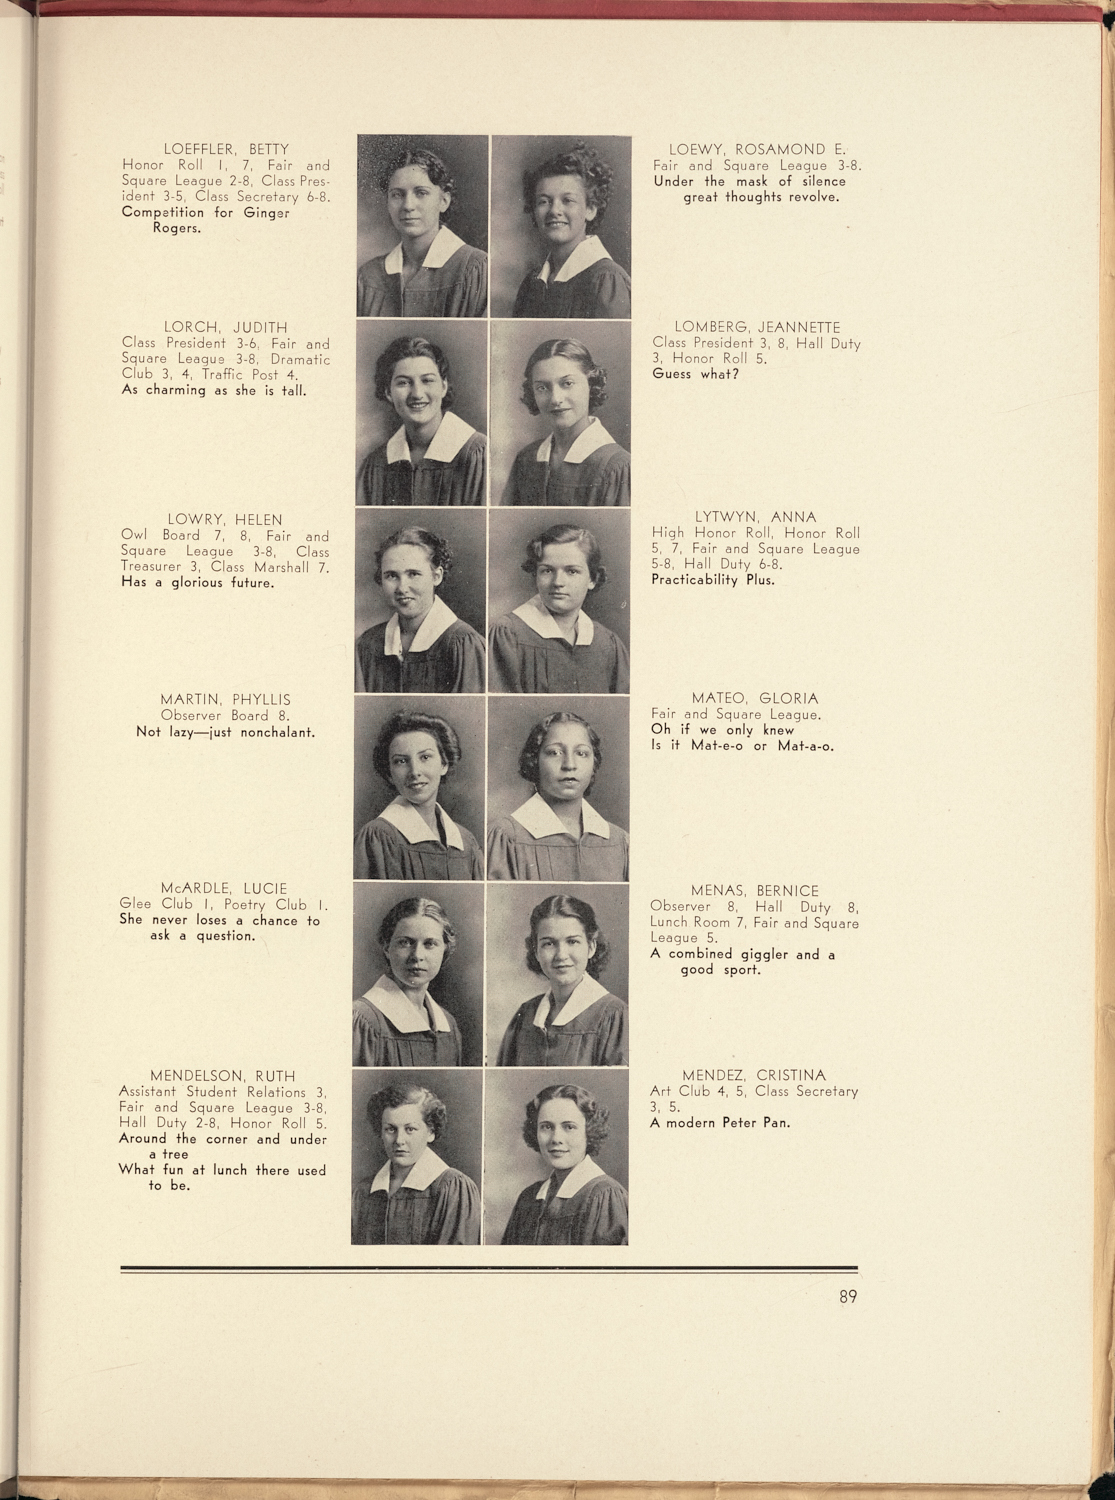 LOEFFLER, BETTY
Honor Roll 1, 7, Fair and
Square League 2-8, Class Pres-
ident 3-5, Class Secretary 6-8.
Competition for Ginger
Rogers.
LOEWY, ROSAMOND E.
Fair and Square League 3-8.
Under the mask of silence
great thoughts revolve.
LORCH, JUDITH
Class President 3-6, Fair and
Square League 3-8, Dramatic
Club 3, 4, Traffic Post 4.
As charming as she is tall.
LOMBERG, JEANNETTE
Class President 3, 8, Hall Duty
3, Honor Roll 5.
Guess what?
LOWRY, HELEN
Owl Board 7, 8, Fair and
Square League 3-8, Class
Treasurer 3, Class Marshall 7.
Has a glorious future.
LYTWYN, ANNA
High Honor Roll, Honor Roll
5, 7, Fair and Square League
5-8, Hall Duty 6-8.
Practicability Plus.
MARTIN, PHYLLIS
Observer Board 8.
Not lazy—just nonchalant.
MATEO, GLORIA
Fair and Square League.
Oh if we only knew
Is it Mat-e-o or Mat-a-o.
McARDLE, LUCIE
Glee Club 1, Poetry Club 1.
She never loses a chance to
ask a question.
MENAS, BERNICE
Observer 8, Hall Duty 8,
Lunch Room 7, Fair and Square
League 5.
A combined giggler and a
good sport.
MENDELSON, RUTH
Assistant Student Relations 3,
Fair and Square League 3-8,
Hall Duty 2-8, Honor Roll 5.
Around the corner and under
a tree
What fun at lunch there used
to be.
MENDEZ, CRISTINA
Art Club 4, 5, Class Secretary
3, 5.
A modern Peter Pan.
89